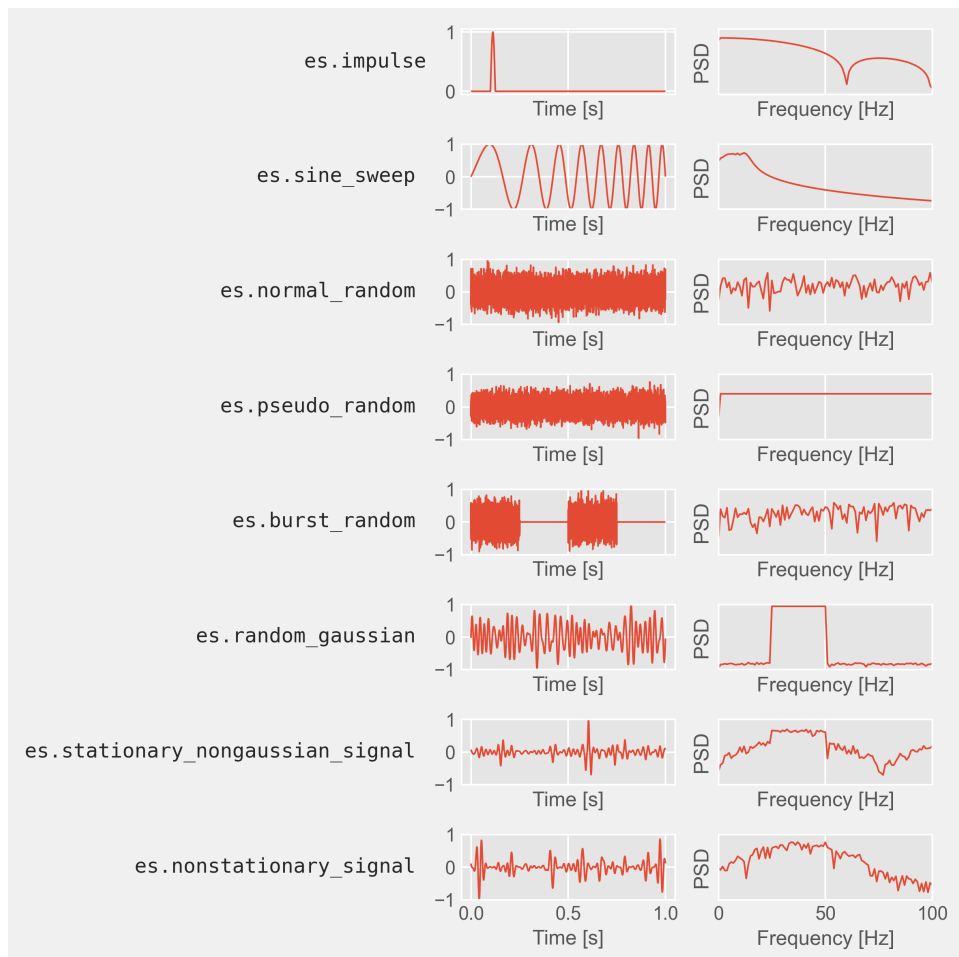 es.impulse
1
0
Time [s]
PSD
Frequency [Hz]
es.sine_sweep
1
0
−1
Time [s]
PSD
Frequency [Hz]
es.normal_random
1
0
−1
Time [s]
PSD
Frequency [Hz]
es.pseudo_random
1
0
−1
Time [s]
PSD
Frequency [Hz]
es.burst_random
1
0
−1
Time [s]
PSD
Frequency [Hz]
es.random_gaussian
1
0
−1
Time [s]
PSD
Frequency [Hz]
es.stationary_nongaussian_signal
1
0
−1
Time [s]
PSD
Frequency [Hz]
es.nonstationary_signal
1
0
−1
0.0 0.5 1.0
Time [s]
PSD
0 50 100
Frequency [Hz]